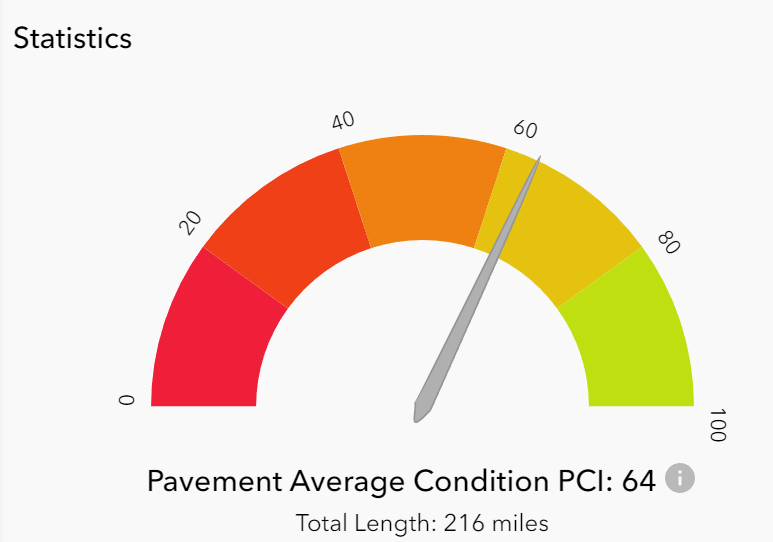 Statistics
0
20
40
60
80
100
Pavement Average Condition PCI: 64 i
Total Length: 216 miles